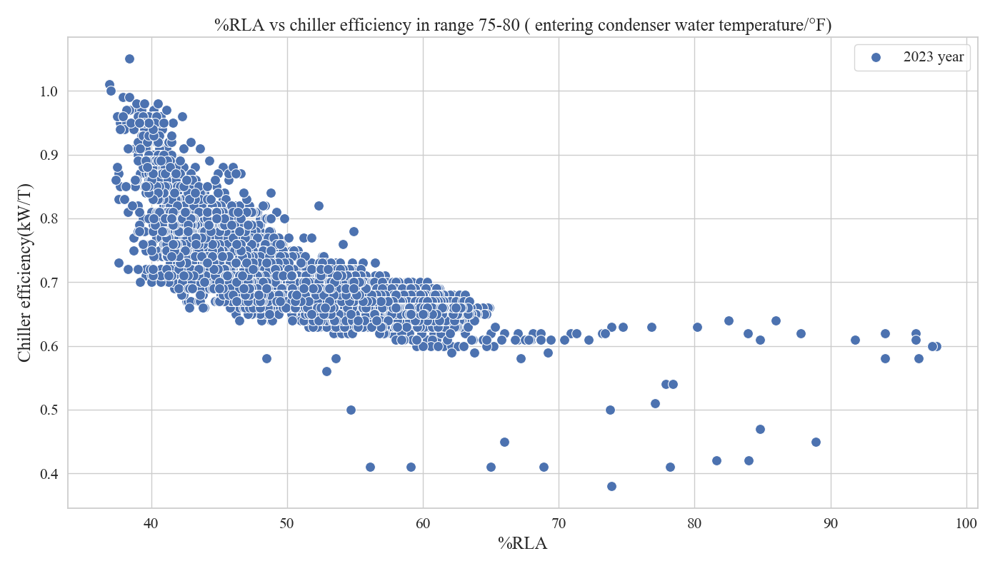 %RLA vs chiller efficiency in range 75-80 ( entering condenser water temperature/°F)
2023 year
Chiller efficiency(kW/T)
1.0
0.9
0.8
0.7
0.6
0.5
0.4
40 50 60 70 80 90 100
%RLA